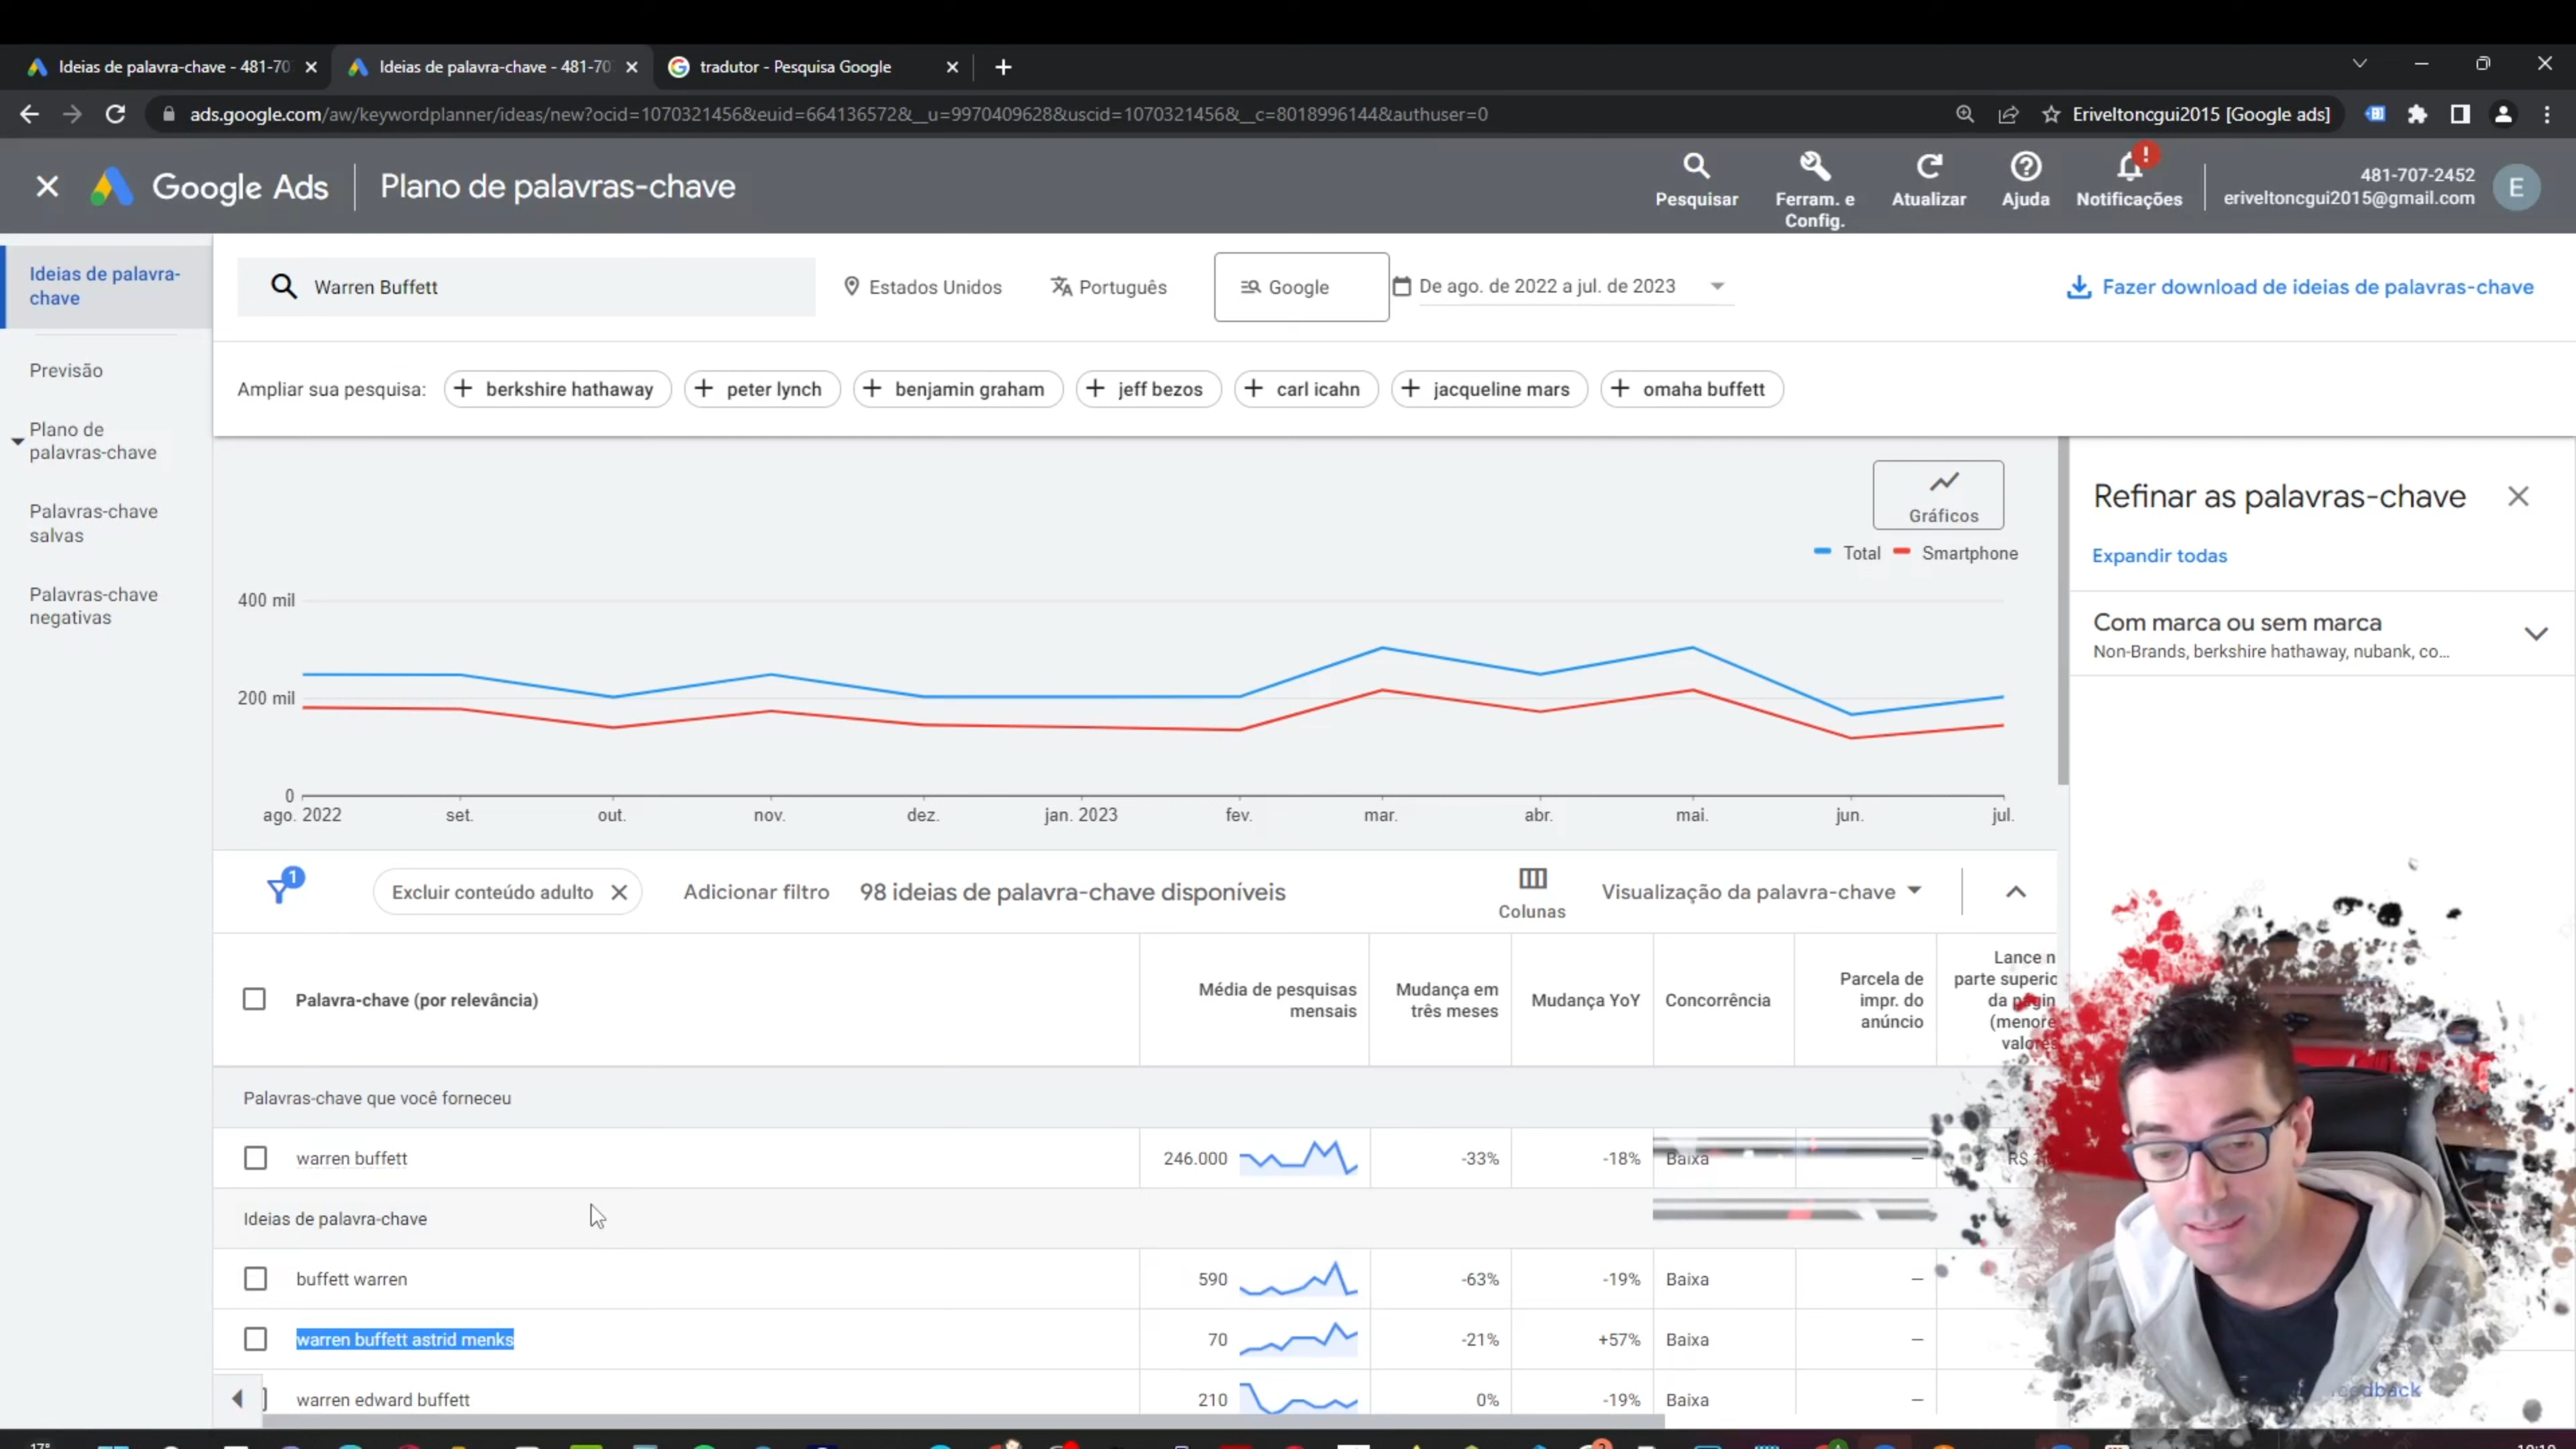 Ideias de palavra-chave - 481-70
Ideias de palavra-chave - 481-70
tradutor - Pesquisa Google
ads.google.com/aw/keywordplanner/ideas/new?ocid=1070321456&euid=664136572&__u=9970409628&uscid=1070321456&__c=8018996144&authuser=0
Eriveltoncgui2015 [Google ads]
Google Ads
Plano de palavras-chave
Pesquisar
Ferram. e
Config.
Atualizar
Ajuda
!
Notificações
481-707-2452
eriveltoncgui2015@gmail.com
E
Ideias de palavra-
chave
Previsão
Plano de
palavras-chave
Palavras-chave
salvas
Palavras-chave
negativas
Warren Buffett
Estados Unidos
Português
Google
De ago. de 2022 a jul. de 2023
Fazer download de ideias de palavras-chave
Ampliar sua pesquisa:
berkshire hathaway
peter lynch
benjamin graham
jeff bezos
carl icahn
jacqueline mars
omaha buffett
Gráficos
Total
Smartphone
400 mil
200 mil
0
ago. 2022
set.
out.
nov.
dez.
jan. 2023
fev.
mar.
abr.
mai.
jun.
jul.
Refinar as palavras-chave
Expandir todas
Com marca ou sem marca
Non-Brands, berkshire hathaway, nubank, co...
1
Excluir conteúdo adulto
Adicionar filtro
98 ideias de palavra-chave disponíveis
Colunas
Visualização da palavra-chave
Palavra-chave (por relevância)
Média de pesquisas
mensais
Mudança em
três meses
Mudança YoY
Concorrência
Parcela de
impr. do
anúncio
Lance n
parte superio
da págin
(menore
valores
Palavras-chave que você forneceu
warren buffett
246.000
-33%
-18%
Baixa
–
R$
Ideias de palavra-chave
buffett warren
590
-63%
-19%
Baixa
–
warren buffett astrid menks
70
-21%
+57%
Baixa
–
warren edward buffett
210
0%
-19%
Baixa
–
edback